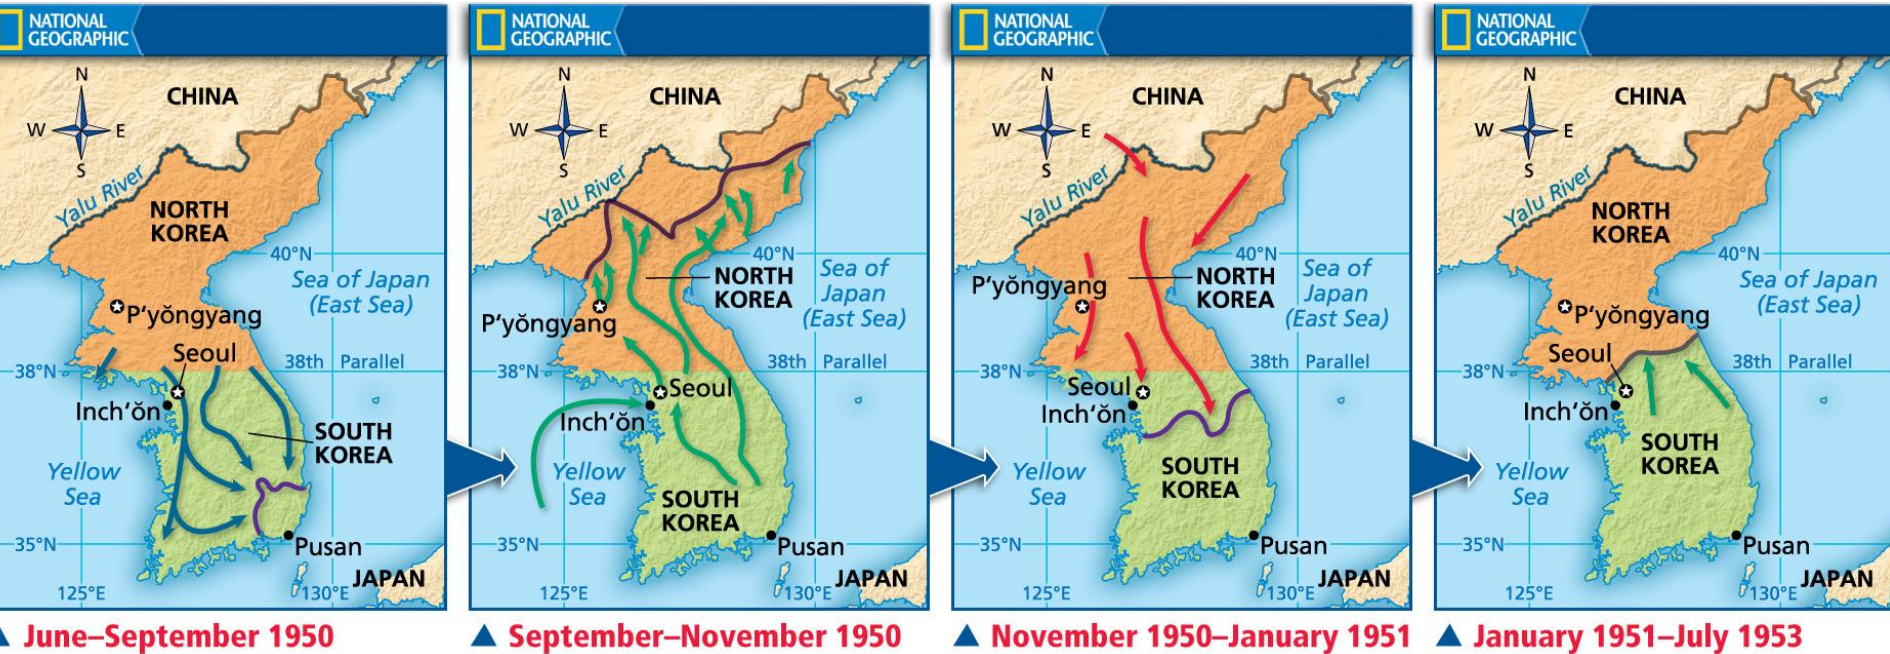 NATIONAL
GEOGRAPHIC
N
W
E
S
CHINA
Yalu River
NORTH
KOREA
40°N
Sea of Japan
(East Sea)
P'yŏngyang
Seoul
38th Parallel
38°N
Inch'ŏn
SOUTH
KOREA
Yellow
Sea
35°N
Pusan
JAPAN
125°E
130°E
▲ June–September 1950
NATIONAL
GEOGRAPHIC
N
W
E
S
CHINA
Yalu River
40°N
NORTH
KOREA
Sea of
Japan
(East Sea)
P'yŏngyang
38th Parallel
38°N
Seoul
Inch'ŏn
Yellow
Sea
SOUTH
KOREA
35°N
Pusan
JAPAN
125°E
130°E
▲ September–November 1950
NATIONAL
GEOGRAPHIC
N
W
E
S
CHINA
Yalu River
40°N
P'yŏngyang
NORTH
KOREA
Sea of
Japan
(East Sea)
38th Parallel
38°N
Seoul
Inch'ŏn
Yellow
Sea
SOUTH
KOREA
35°N
Pusan
JAPAN
125°E
130°E
▲ November 1950–January 1951
NATIONAL
GEOGRAPHIC
N
W
E
S
CHINA
Yalu River
NORTH
KOREA
40°N
Sea of Japan
(East Sea)
P'yŏngyang
Seoul
38th Parallel
38°N
Inch'ŏn
SOUTH
KOREA
Yellow
Sea
35°N
Pusan
JAPAN
125°E
130°E
▲ January 1951–July 1953